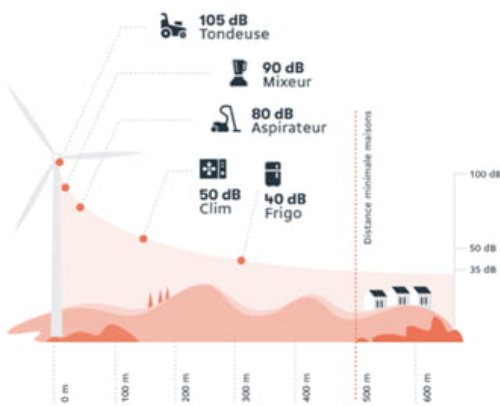 105 dB
Tondeuse
90 dB
Mixeur
80 dB
Aspirateur
50 dB
Clim
40 dB
Frigo
Distance minimale maisons
100 dB
50 dB
35 dB
0 m
100 m
200 m
300 m
400 m
500 m
600 m